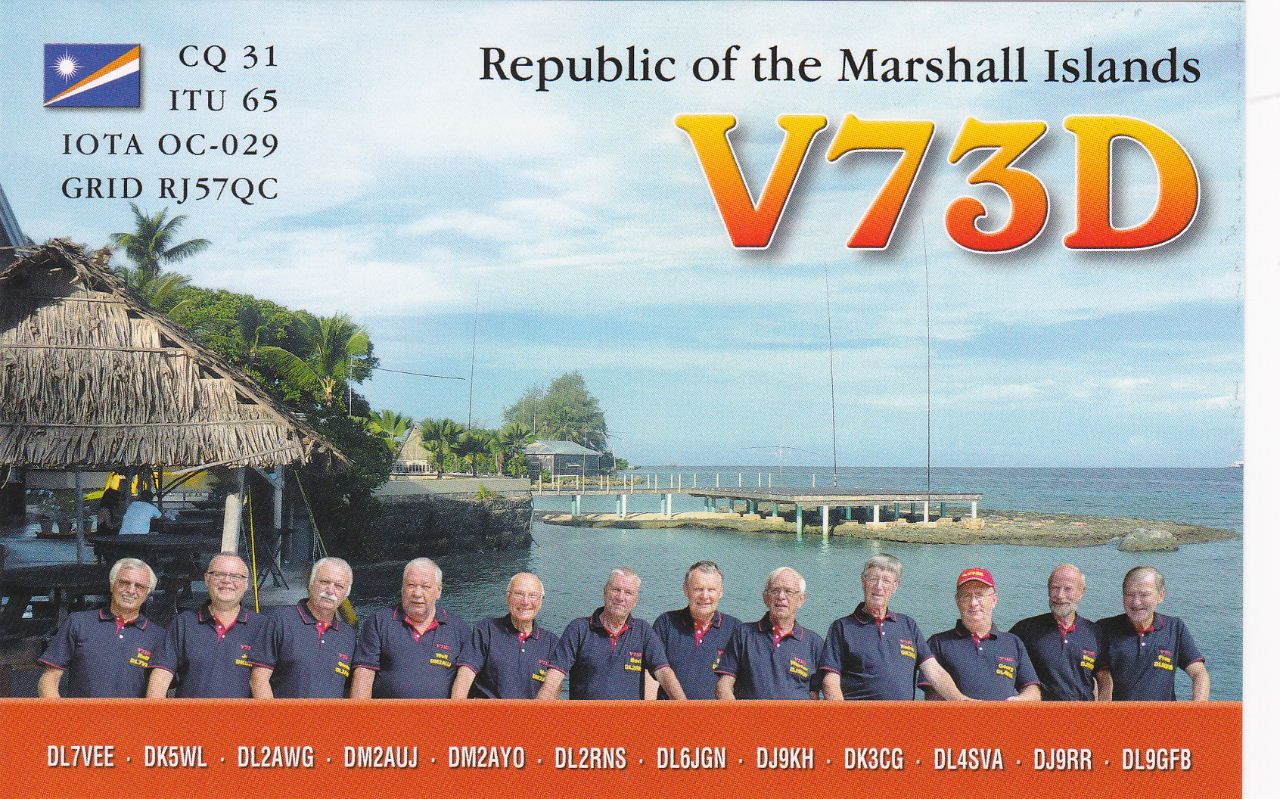 CQ 31
ITU 65
IOTA OC-029
GRID RJ57QC
Republic of the Marshall Islands
V73D
DL7VEE · DK5WL · DL2AWG · DM2AUJ · DM2AYO · DL2RNS · DL6JGN · DJ9KH · DK3CG · DL4SVA · DJ9RR · DL9GFB